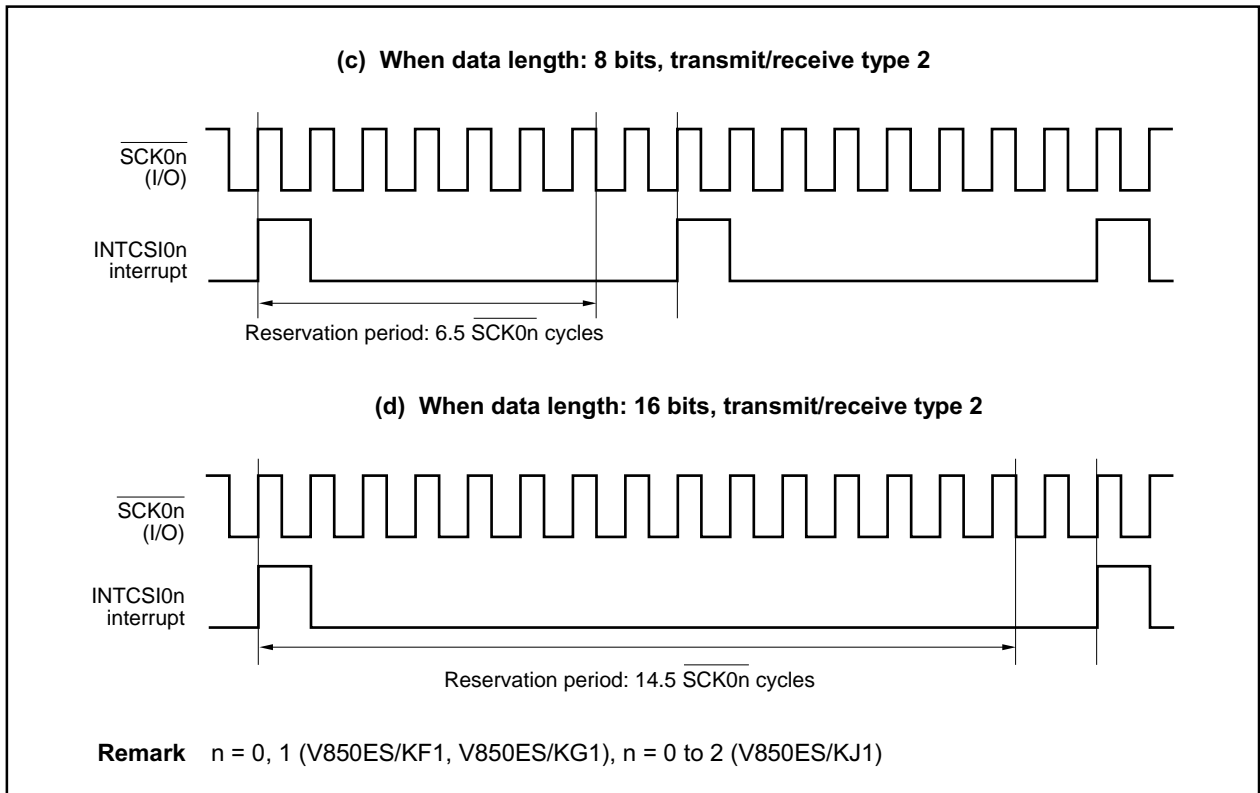 (c) When data length: 8 bits, transmit/receive type 2
SCK0n
(I/O)
INTCSI0n
interrupt
Reservation period: 6.5 SCK0n cycles
(d) When data length: 16 bits, transmit/receive type 2
SCK0n
(I/O)
INTCSI0n
interrupt
Reservation period: 14.5 SCK0n cycles
Remark n = 0, 1 (V850ES/KF1, V850ES/KG1), n = 0 to 2 (V850ES/KJ1)